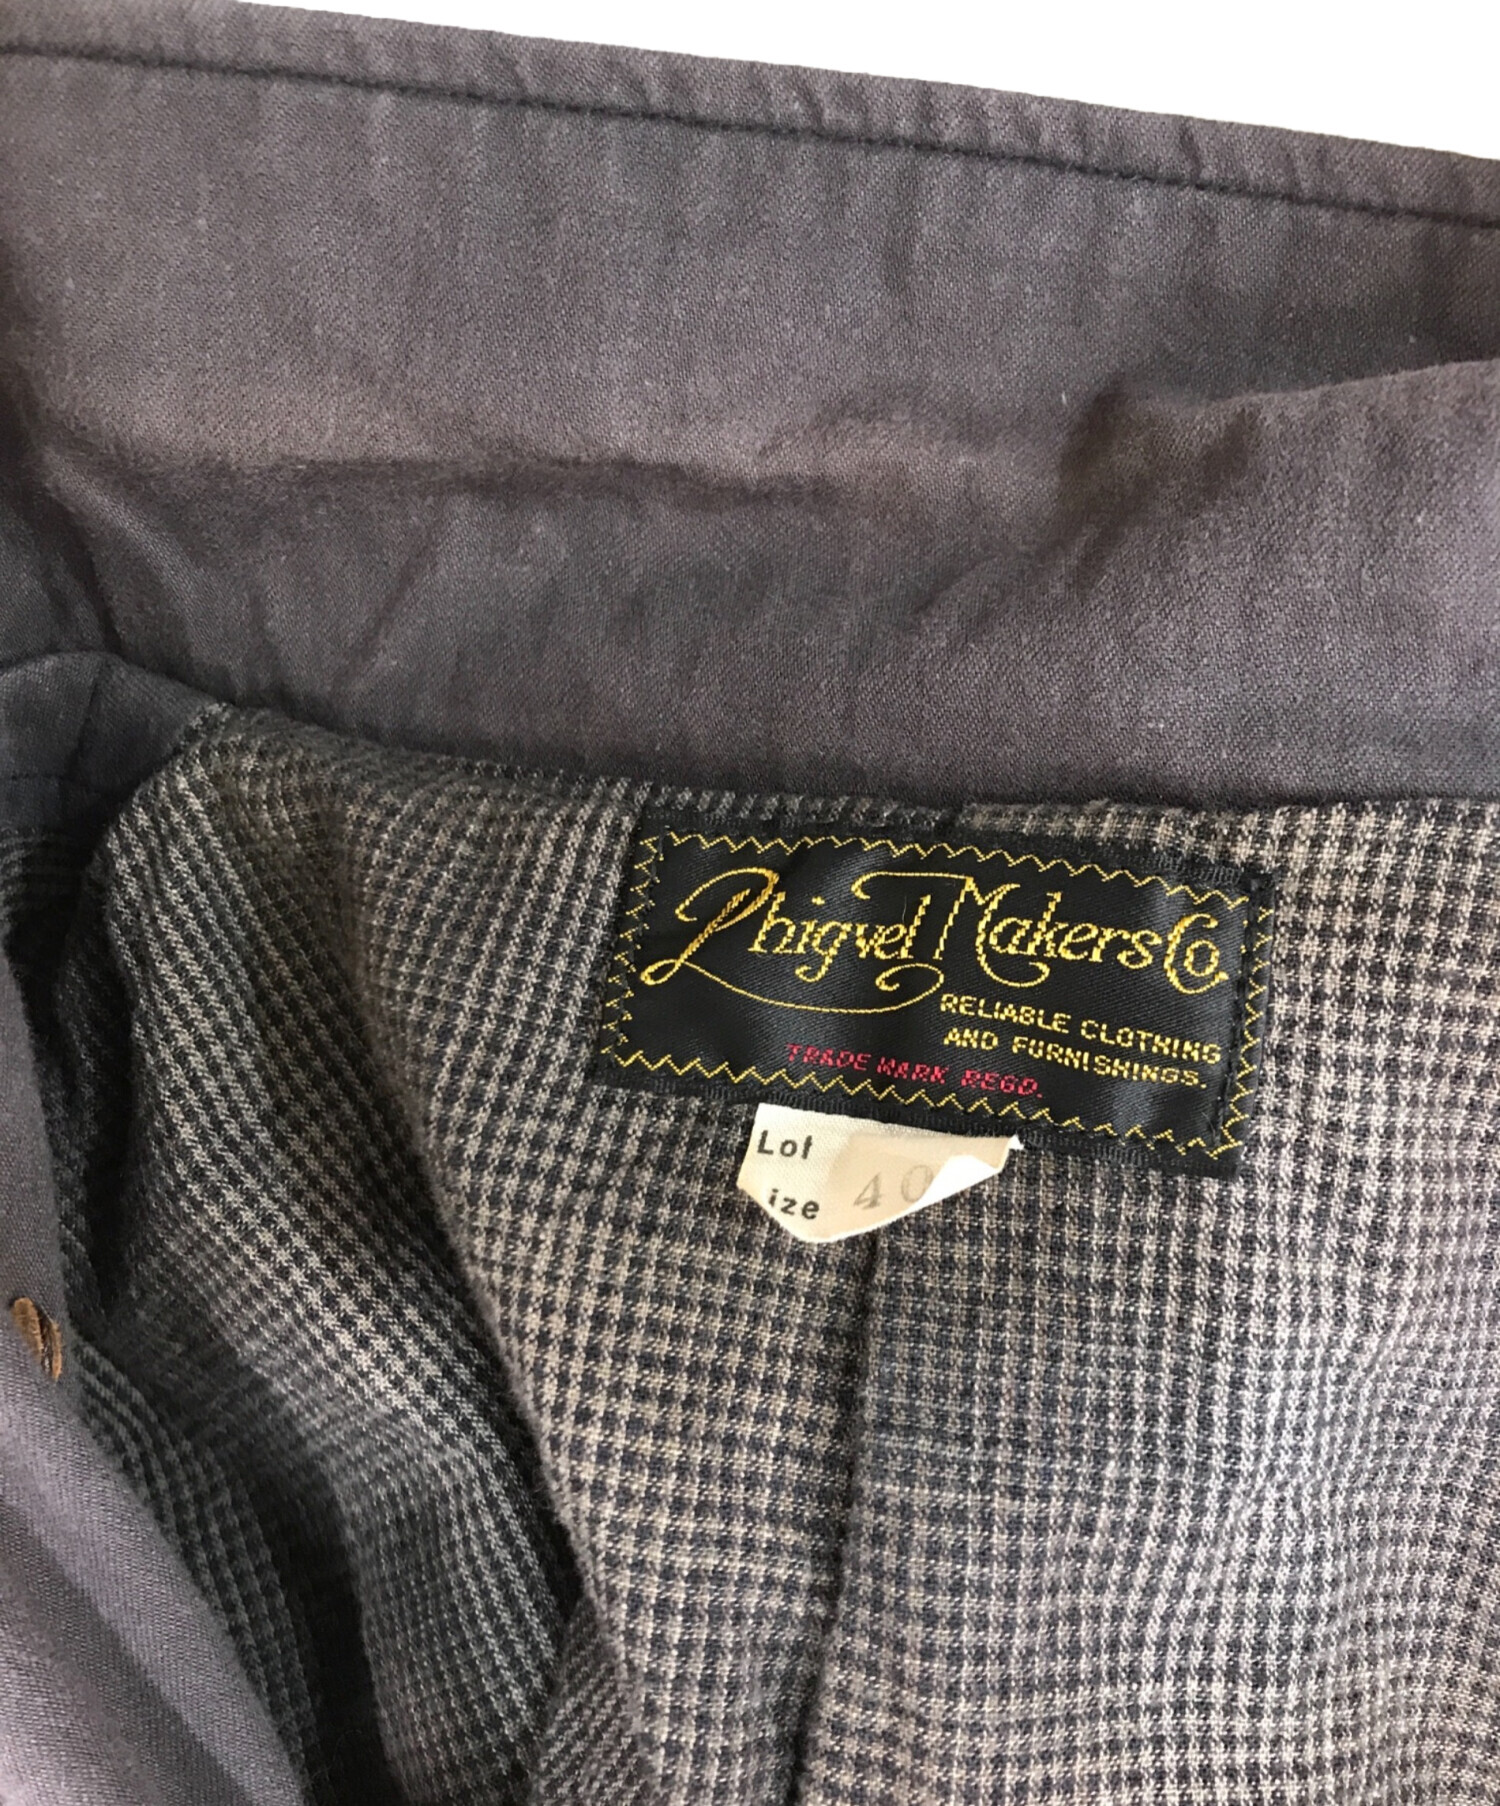 Phigvel Makers Co.
RELIABLE CLOTHING
AND FURNISHINGS.
TRADE MARK REGD.
Lot
ize 40